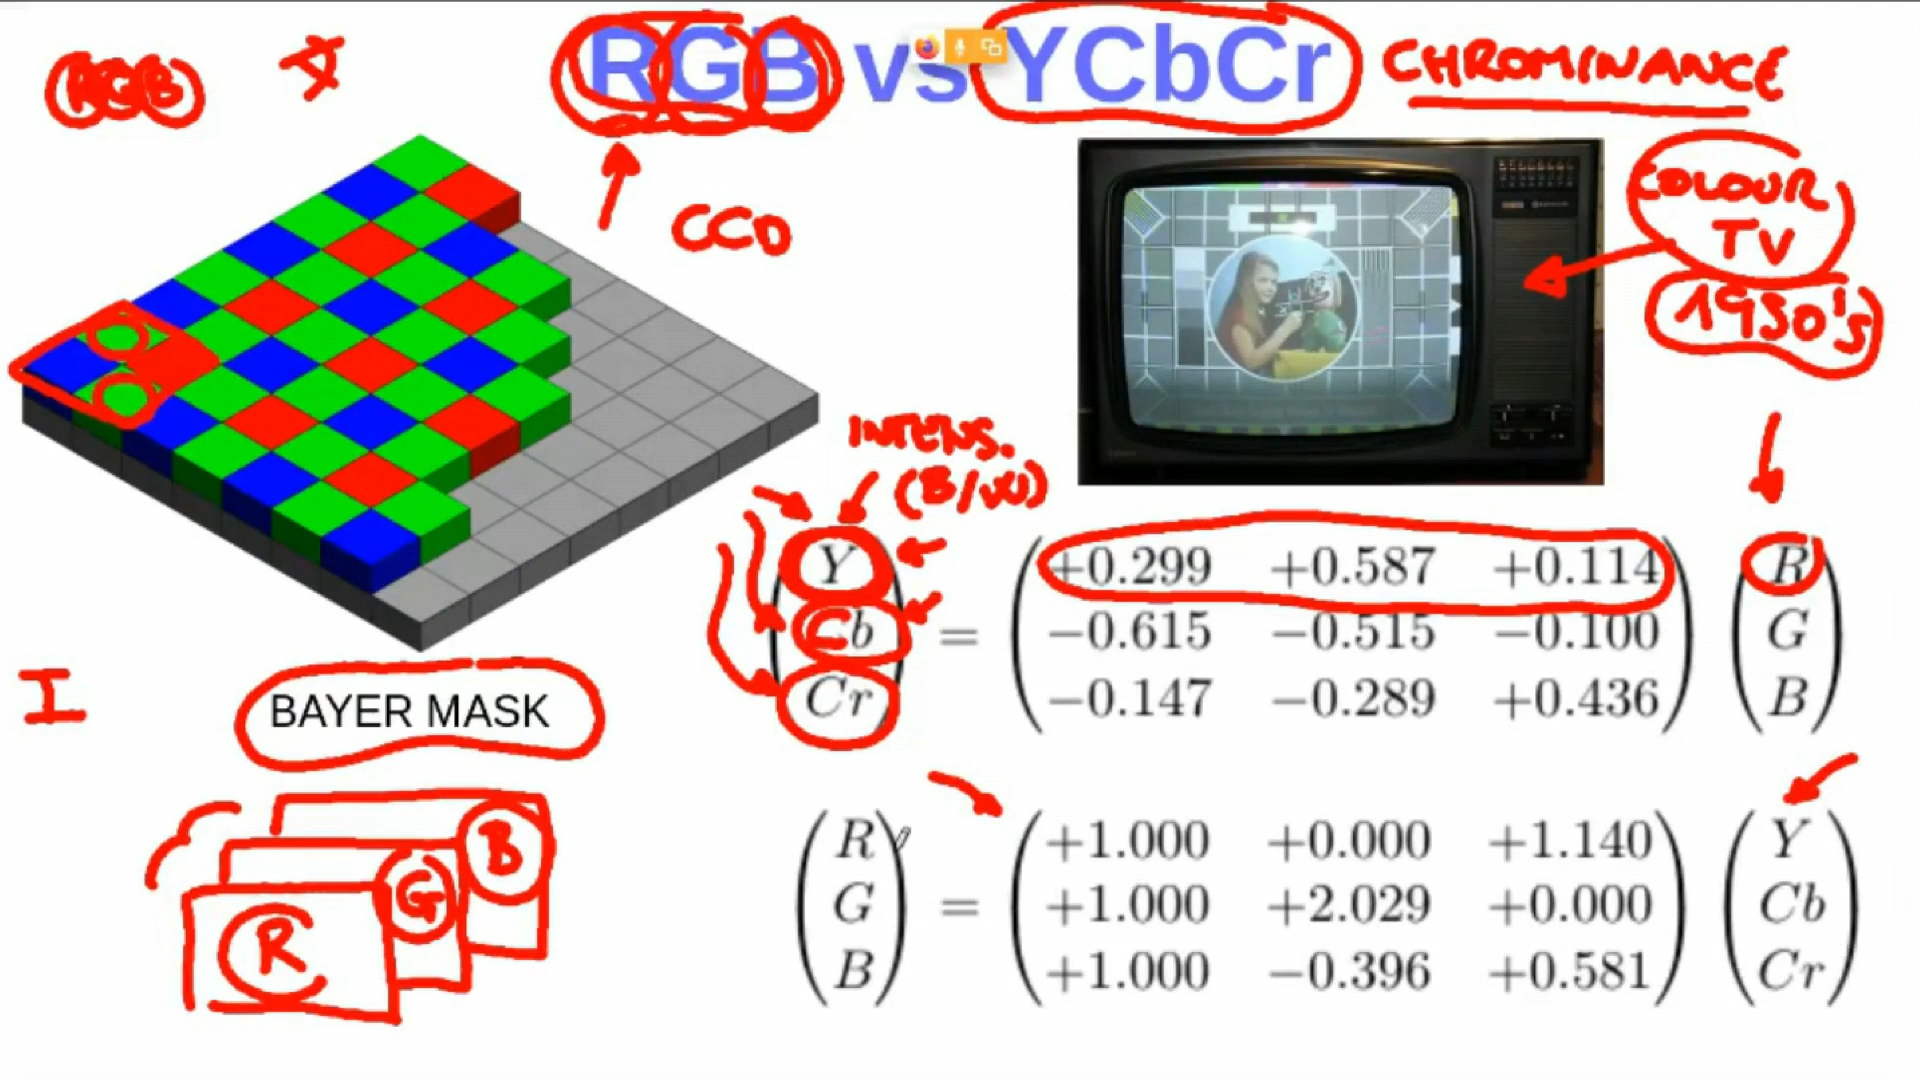 RGB
RGB vs YCbCr
CHROMINANCE
CCD
COLOUR
TV
1950's
INTENS.
(B/W)
Y
Cb
Cr
=
+0.299 +0.587 +0.114
−0.615 −0.515 −0.100
−0.147 −0.289 +0.436
R
G
B
I
BAYER MASK
R
G
B
R
G
B
=
+1.000 +0.000 +1.140
+1.000 +2.029 +0.000
+1.000 −0.396 +0.581
Y
Cb
Cr